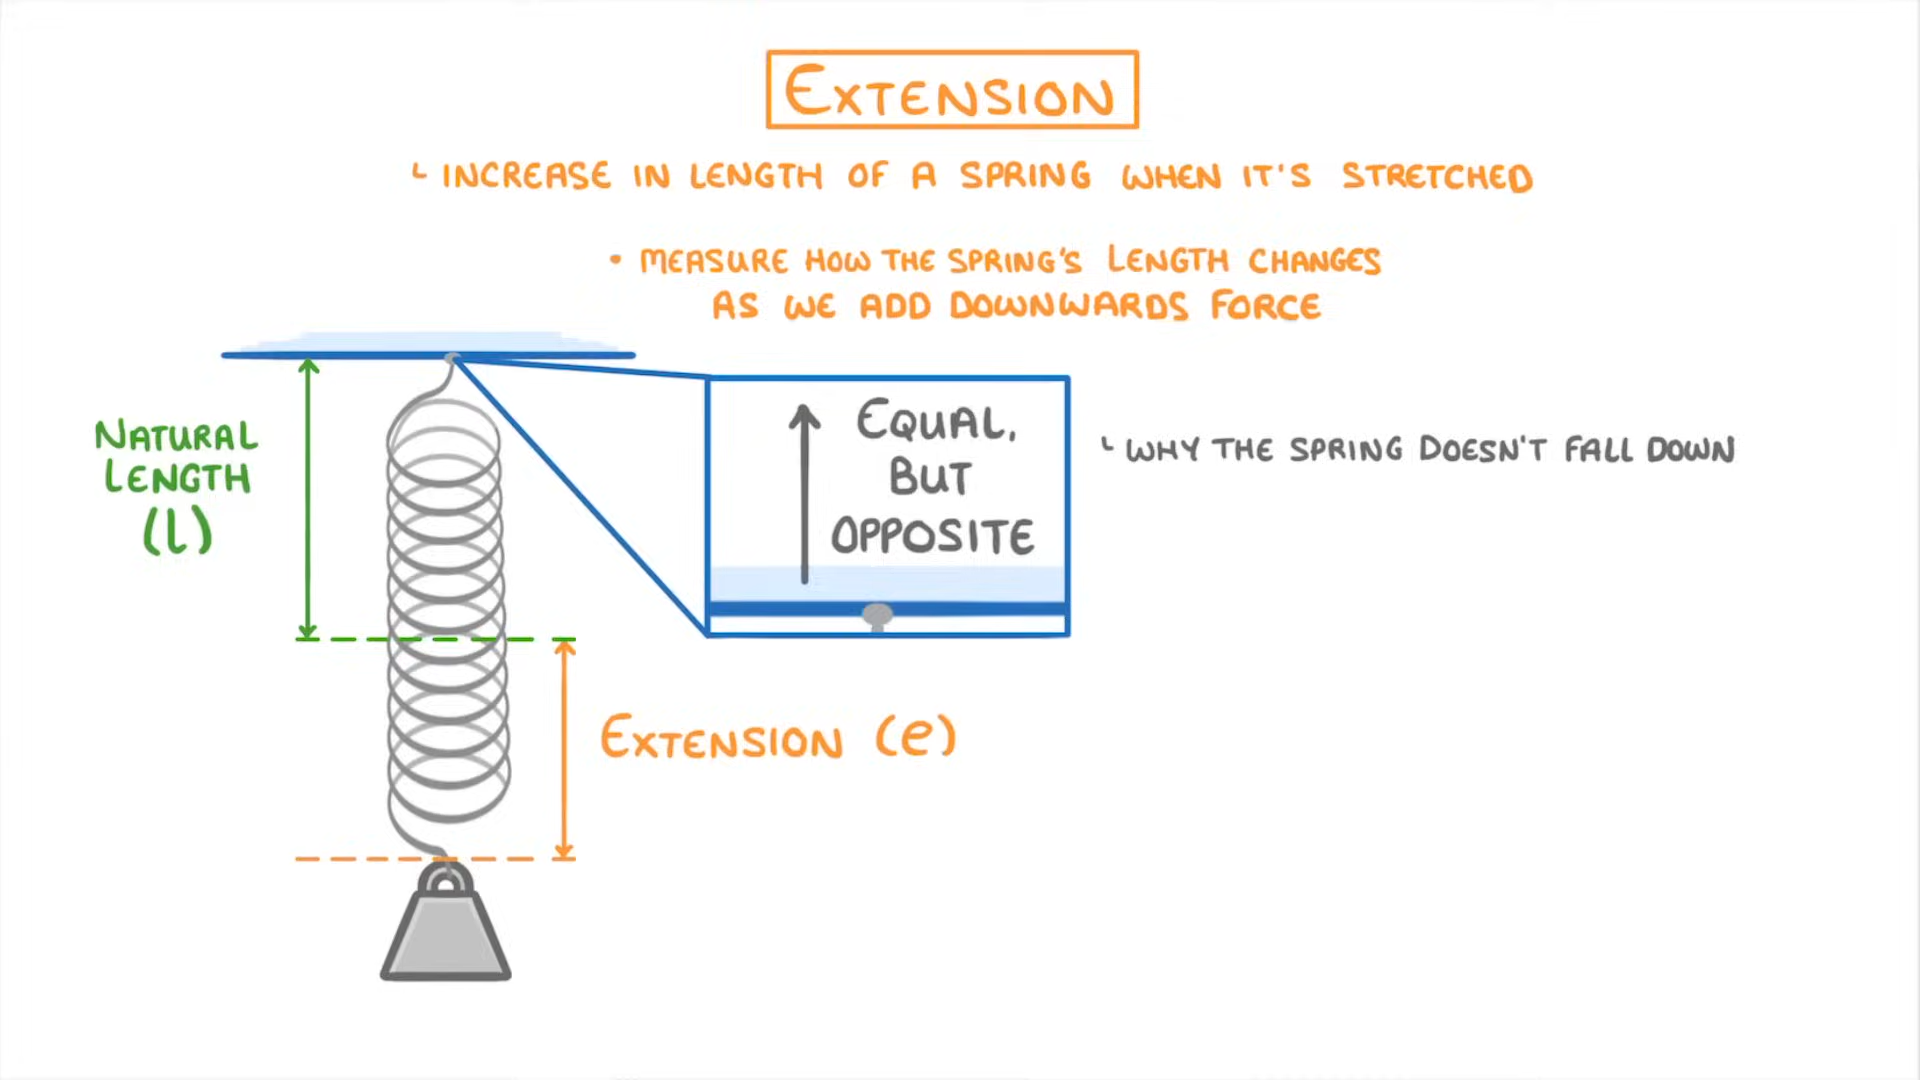 EXTENSION
└ INCREASE IN LENGTH OF A SPRING WHEN IT'S STRETCHED
• MEASURE HOW THE SPRING'S LENGTH CHANGES
AS WE ADD DOWNWARDS FORCE
NATURAL
LENGTH
(l)
EQUAL,
BUT
OPPOSITE
└ WHY THE SPRING DOESN'T FALL DOWN
EXTENSION (e)